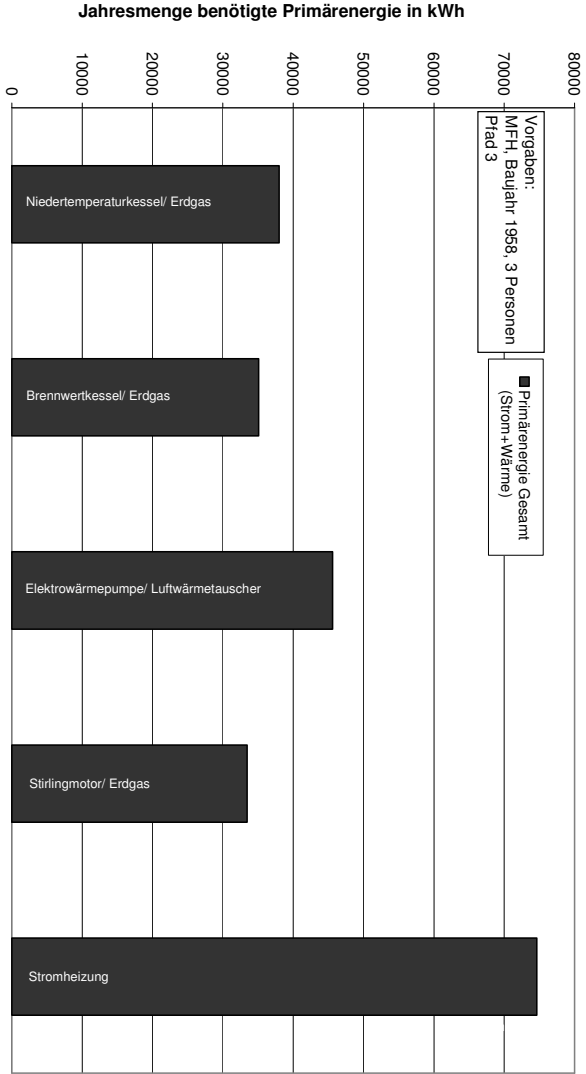 Jahresmenge benötigte Primärenergie in kWh
80000
70000
60000
50000
40000
30000
20000
10000
0
Vorgaben:
MFH, Baujahr 1958, 3 Personen
Pfad 3
Primärenergie Gesamt
(Strom+Wärme)
Niedertemperaturkessel/ Erdgas
Brennwertkessel/ Erdgas
Elektrowärmepumpe/ Luftwärmetauscher
Stirlingmotor/ Erdgas
Stromheizung